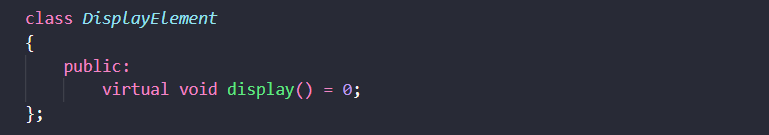 class DisplayElement
{
    public:
        virtual void display() = 0;
};